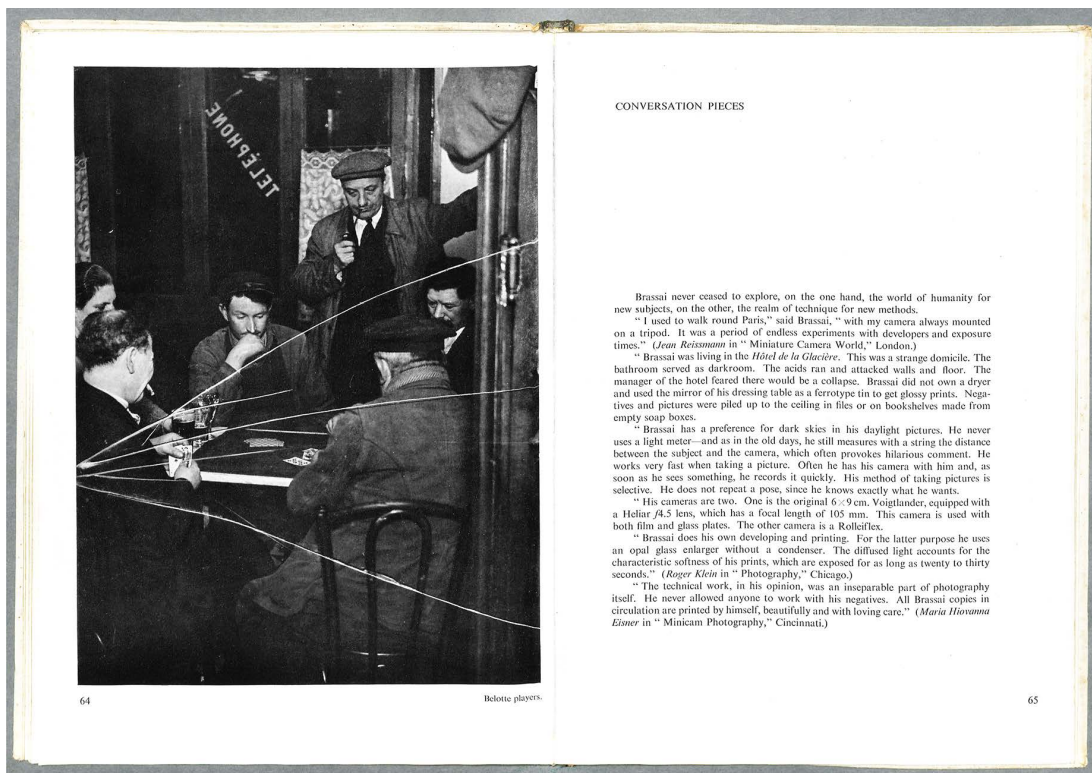 TÉLÉPHONE
64
Belotte players.
CONVERSATION PIECES
Brassai never ceased to explore, on the one hand, the world of humanity for
new subjects, on the other, the realm of technique for new methods.
“ I used to walk round Paris,” said Brassai, “ with my camera always mounted
on a tripod. It was a period of endless experiments with developers and exposure
times.” (Jean Reissmann in “ Miniature Camera World,” London.)
“ Brassai was living in the Hôtel de la Glacière. This was a strange domicile. The
bathroom served as darkroom. The acids ran and attacked walls and floor. The
manager of the hotel feared there would be a collapse. Brassai did not own a dryer
and used the mirror of his dressing table as a ferrotype tin to get glossy prints. Nega-
tives and pictures were piled up to the ceiling in files or on bookshelves made from
empty soap boxes.
“ Brassai has a preference for dark skies in his daylight pictures. He never
uses a light meter—and as in the old days, he still measures with a string the distance
between the subject and the camera, which often provokes hilarious comment. He
works very fast when taking a picture. Often he has his camera with him and, as
soon as he sees something, he records it quickly. His method of taking pictures is
selective. He does not repeat a pose, since he knows exactly what he wants.
“ His cameras are two. One is the original 6×9 cm. Voigtlander, equipped with
a Heliar f4.5 lens, which has a focal length of 105 mm. This camera is used with
both film and glass plates. The other camera is a Rolleiflex.
“ Brassai does his own developing and printing. For the latter purpose he uses
an opal glass enlarger without a condenser. The diffused light accounts for the
characteristic softness of his prints, which are exposed for as long as twenty to thirty
seconds.” (Roger Klein in “ Photography,” Chicago.)
“ The technical work, in his opinion, was an inseparable part of photography
itself. He never allowed anyone to work with his negatives. All Brassai copies in
circulation are printed by himself, beautifully and with loving care.” (Maria Hiovanna
Eisner in “ Minicam Photography,” Cincinnati.)
65